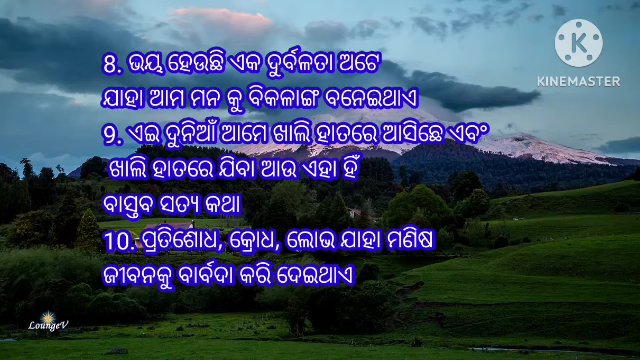 8. ଭୟ ହେଉଛି ଏକ ଦୁର୍ବଳତା ଅଟେ
ଯାହା ଆମ ମନ କୁ ବିକଳାଙ୍ଗ ବନେଇଥାଏ
9. ଏଇ ଦୁନିଆଁ ଆମେ ଖାଲି ହାତରେ ଆସିଛେ ଏବଂ
ଖାଲି ହାତରେ ଯିବା ଆଉ ଏହା ହିଁ
ବାସ୍ତବ ସତ୍ୟ କଥା
10. ପ୍ରତିଶୋଧ, କ୍ରୋଧ, ଲୋଭ ଯାହା ମଣିଷ
ଜୀବନକୁ ବାର୍ବଦା କରି ଦେଇଥାଏ
K
KINEMASTER
LoungeV